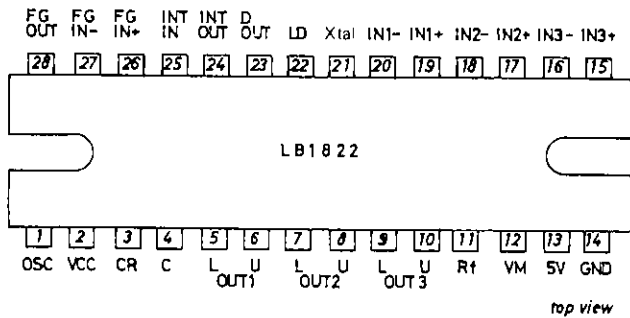 FG FG FG INT INT D
OUT IN- IN+ IN OUT OUT LD Xtal IN1- IN1+ IN2- IN2+ IN3- IN3+
28 27 26 25 24 23 22 21 20 19 18 17 16 15
LB1822
1 2 3 4 5 6 7 8 9 10 11 12 13 14
OSC VCC CR C L U L U L U Rf VM 5V GND
OUT1 OUT2 OUT3
top view